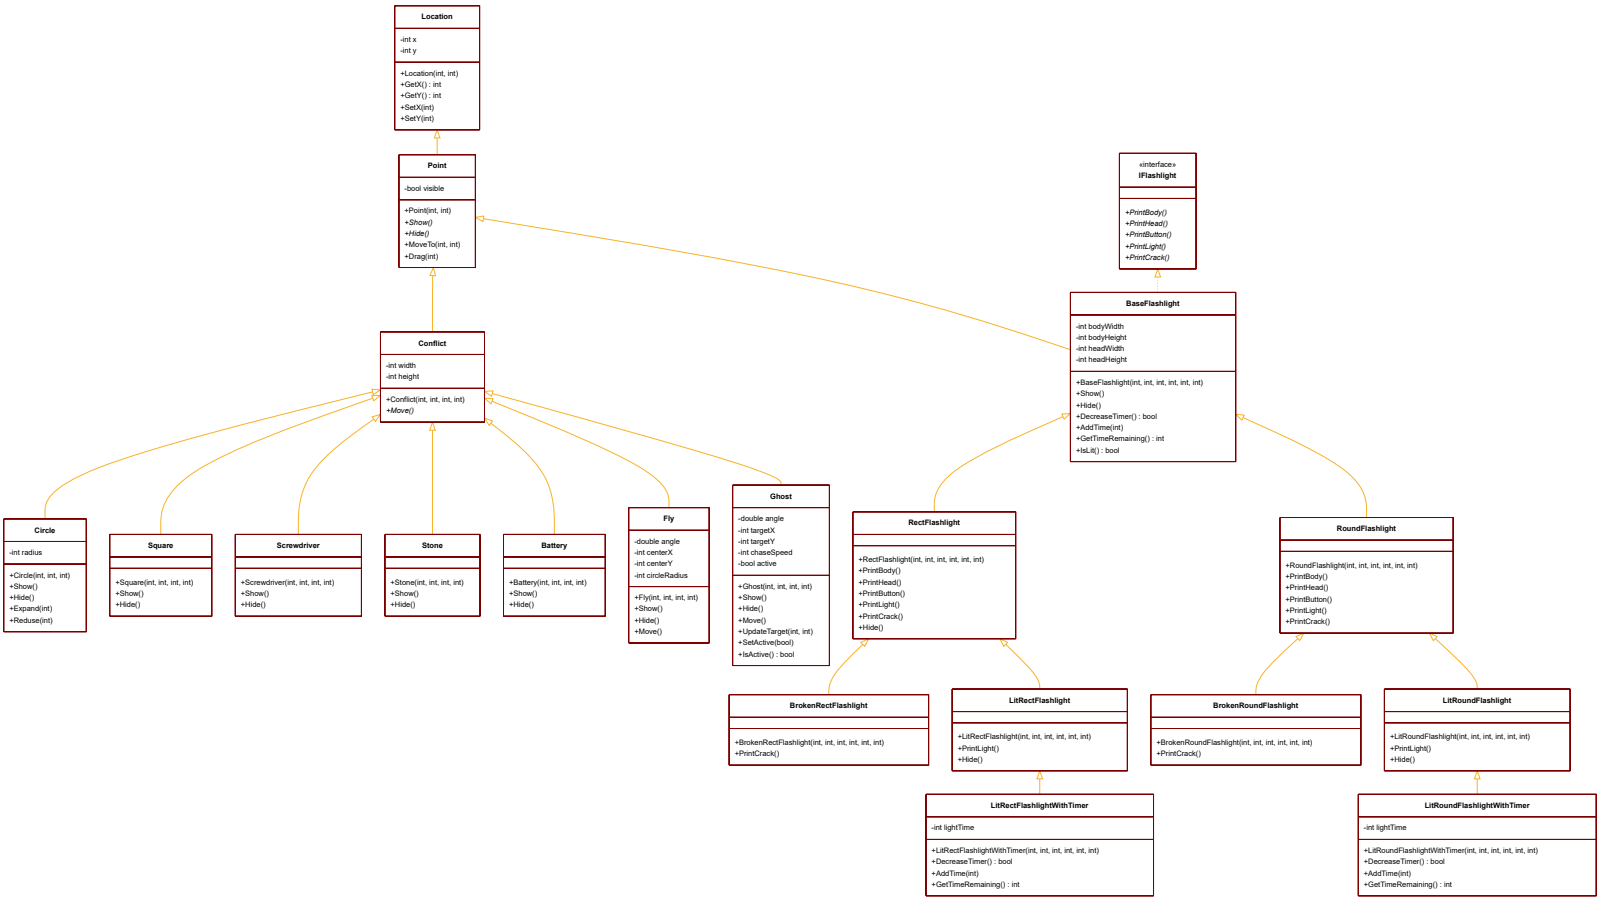 Location
-int x
-int y
+Location(int, int)
+GetX() : int
+GetY() : int
+SetX(int)
+SetY(int)
Point
-bool visible
+Point(int, int)
+Show()
+Hide()
+MoveTo(int, int)
+Drag(int)
«interface»
IFlashlight
+PrintBody()
+PrintHead()
+PrintButton()
+PrintLight()
+PrintCrack()
BaseFlashlight
-int bodyWidth
-int bodyHeight
-int headWidth
-int headHeight
+BaseFlashlight(int, int, int, int, int, int)
+Show()
+Hide()
+DecreaseTimer() : bool
+AddTime(int)
+GetTimeRemaining() : int
+IsLit() : bool
Conflict
-int width
-int height
+Conflict(int, int, int, int)
+Move()
Circle
-int radius
+Circle(int, int, int)
+Show()
+Hide()
+Expand(int)
+Reduse(int)
Square
+Square(int, int, int, int)
+Show()
+Hide()
Screwdriver
+Screwdriver(int, int, int, int)
+Show()
+Hide()
Stone
+Stone(int, int, int, int)
+Show()
+Hide()
Battery
+Battery(int, int, int, int)
+Show()
+Hide()
Fly
-double angle
-int centerX
-int centerY
-int circleRadius
+Fly(int, int, int, int)
+Show()
+Hide()
+Move()
Ghost
-double angle
-int targetX
-int targetY
-int chaseSpeed
-bool active
+Ghost(int, int, int, int)
+Show()
+Hide()
+Move()
+UpdateTarget(int, int)
+SetActive(bool)
+IsActive() : bool
RectFlashlight
+RectFlashlight(int, int, int, int, int, int)
+PrintBody()
+PrintHead()
+PrintButton()
+PrintLight()
+PrintCrack()
+Hide()
RoundFlashlight
+RoundFlashlight(int, int, int, int, int, int)
+PrintBody()
+PrintHead()
+PrintButton()
+PrintLight()
+PrintCrack()
BrokenRectFlashlight
+BrokenRectFlashlight(int, int, int, int, int, int)
+PrintCrack()
LitRectFlashlight
+LitRectFlashlight(int, int, int, int, int, int)
+PrintLight()
+Hide()
BrokenRoundFlashlight
+BrokenRoundFlashlight(int, int, int, int, int, int)
+PrintCrack()
LitRoundFlashlight
+LitRoundFlashlight(int, int, int, int, int, int)
+PrintLight()
+Hide()
LitRectFlashlightWithTimer
-int lightTime
+LitRectFlashlightWithTimer(int, int, int, int, int, int)
+DecreaseTimer() : bool
+AddTime(int)
+GetTimeRemaining() : int
LitRoundFlashlightWithTimer
-int lightTime
+LitRoundFlashlightWithTimer(int, int, int, int, int, int)
+DecreaseTimer() : bool
+AddTime(int)
+GetTimeRemaining() : int